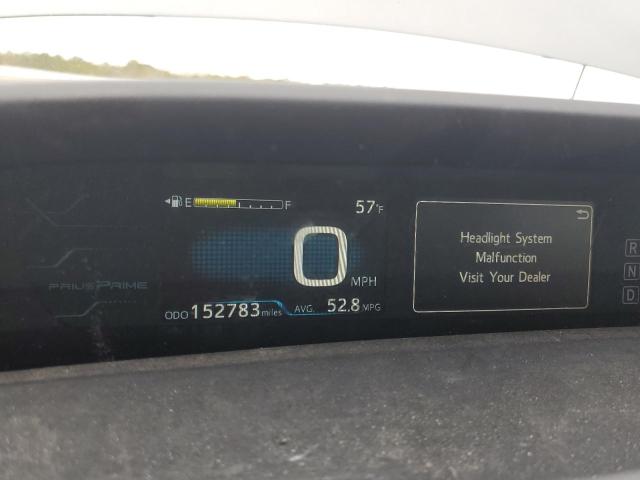 E F
57°F
Headlight System
Malfunction
Visit Your Dealer
0 MPH
PRIUS PRIME
ODO 152783 miles AVG. 52.8 MPG
R
N
D